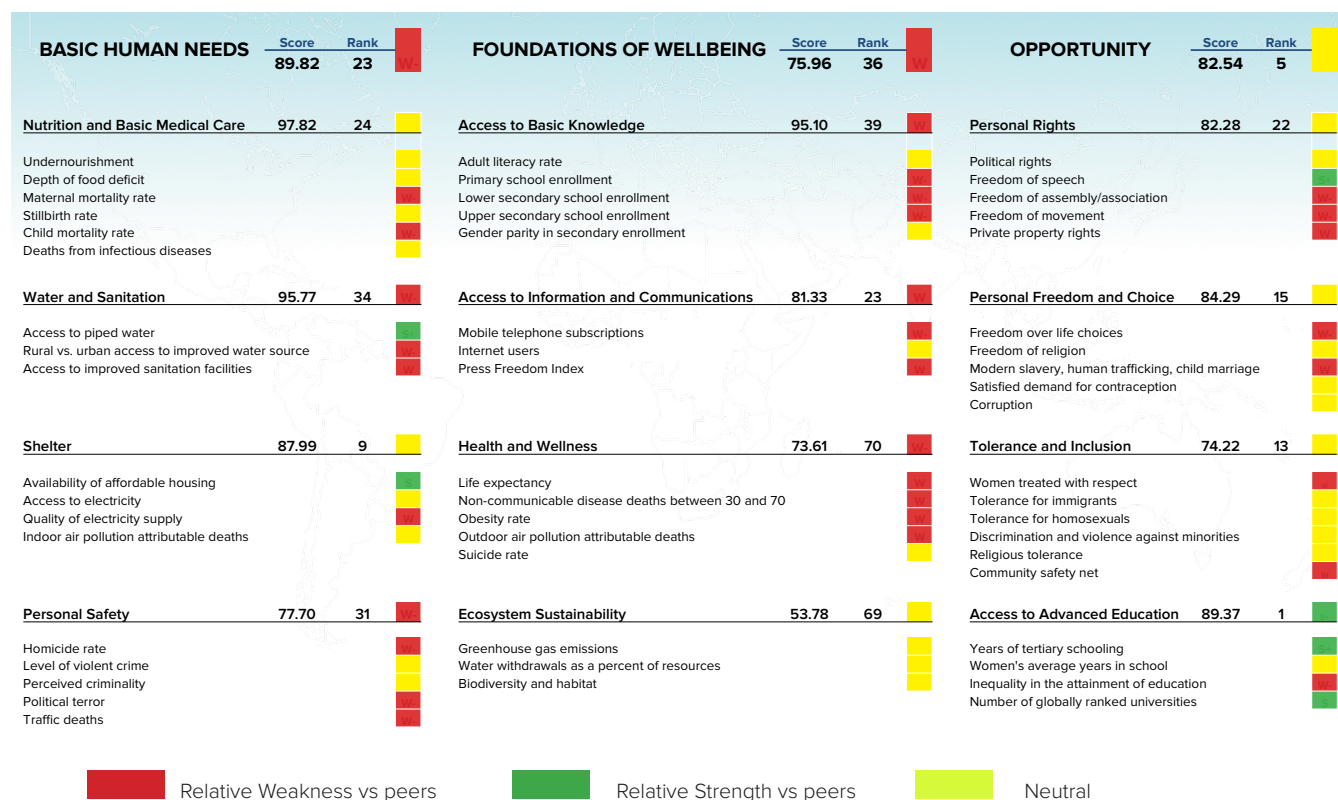 BASIC HUMAN NEEDS Score Rank
89.82 23 W-
Nutrition and Basic Medical Care 97.82 24
Undernourishment
Depth of food deficit
Maternal mortality rate W-
Stillbirth rate
Child mortality rate W-
Deaths from infectious diseases
Water and Sanitation 95.77 34 W-
Access to piped water
Rural vs. urban access to improved water source W-
Access to improved sanitation facilities W
Shelter 87.99 9
Availability of affordable housing S
Access to electricity
Quality of electricity supply W
Indoor air pollution attributable deaths
Personal Safety 77.70 31 W-
Homicide rate W-
Level of violent crime
Perceived criminality
Political terror W-
Traffic deaths W-
FOUNDATIONS OF WELLBEING Score Rank
75.96 36 W
Access to Basic Knowledge 95.10 39 W
Adult literacy rate
Primary school enrollment W-
Lower secondary school enrollment W-
Upper secondary school enrollment W-
Gender parity in secondary enrollment
Access to Information and Communications 81.33 23 W
Mobile telephone subscriptions W-
Internet users
Press Freedom Index W
Health and Wellness 73.61 70 W-
Life expectancy W
Non-communicable disease deaths between 30 and 70 W
Obesity rate W
Outdoor air pollution attributable deaths W
Suicide rate
Ecosystem Sustainability 53.78 69
Greenhouse gas emissions
Water withdrawals as a percent of resources
Biodiversity and habitat
OPPORTUNITY Score Rank
82.54 5
Personal Rights 82.28 22
Political rights
Freedom of speech
Freedom of assembly/association W-
Freedom of movement W-
Private property rights W-
Personal Freedom and Choice 84.29 15
Freedom over life choices W-
Freedom of religion
Modern slavery, human trafficking, child marriage W
Satisfied demand for contraception
Corruption
Tolerance and Inclusion 74.22 13
Women treated with respect
Tolerance for immigrants
Tolerance for homosexuals
Discrimination and violence against minorities
Religious tolerance
Community safety net
Access to Advanced Education 89.37 1
Years of tertiary schooling S+
Women's average years in school
Inequality in the attainment of education W-
Number of globally ranked universities S
Relative Weakness vs peers Relative Strength vs peers Neutral